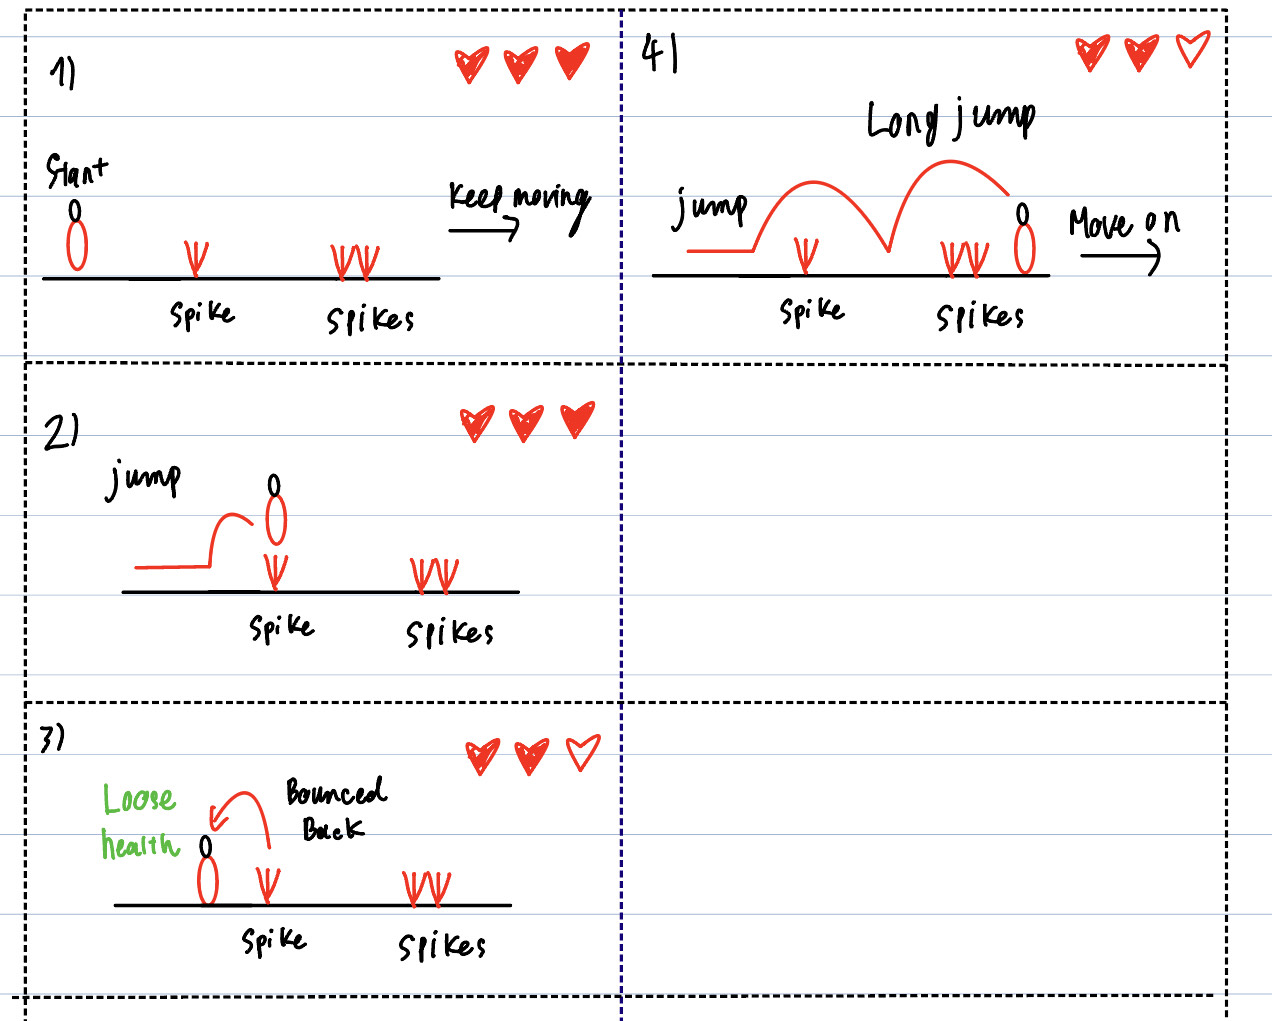 1)
Start
Keep moving
Spike
Spikes
2)
jump
Spike
Spikes
3)
Loose
health
Bounced
Back
Spike
Spikes
4)
Long jump
jump
Move on
Spike
Spikes